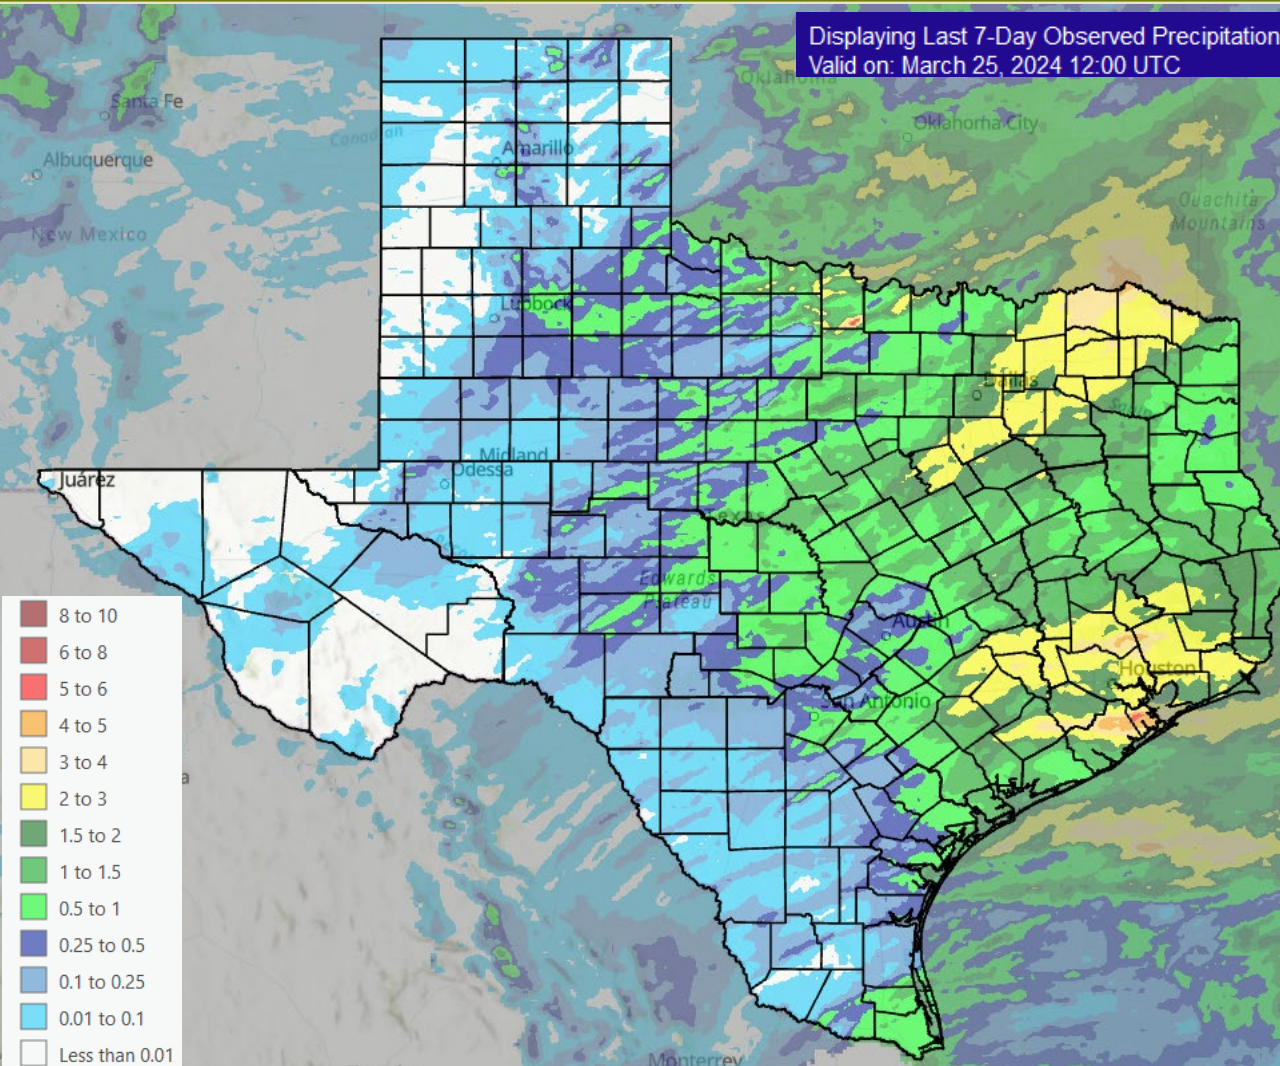 Displaying Last 7-Day Observed Precipitation
Valid on: March 25, 2024 12:00 UTC
Oklahoma
Santa Fe
Oklahoma City
Canadian
Amarillo
Albuquerque
Ouachita
Mountains
New Mexico
Lubbock
Dallas
Midland
Odessa
Juárez
Texas
Edwards
Plateau
Austin
Houston
San Antonio
Monterrey
8 to 10
6 to 8
5 to 6
4 to 5
3 to 4
2 to 3
1.5 to 2
1 to 1.5
0.5 to 1
0.25 to 0.5
0.1 to 0.25
0.01 to 0.1
Less than 0.01